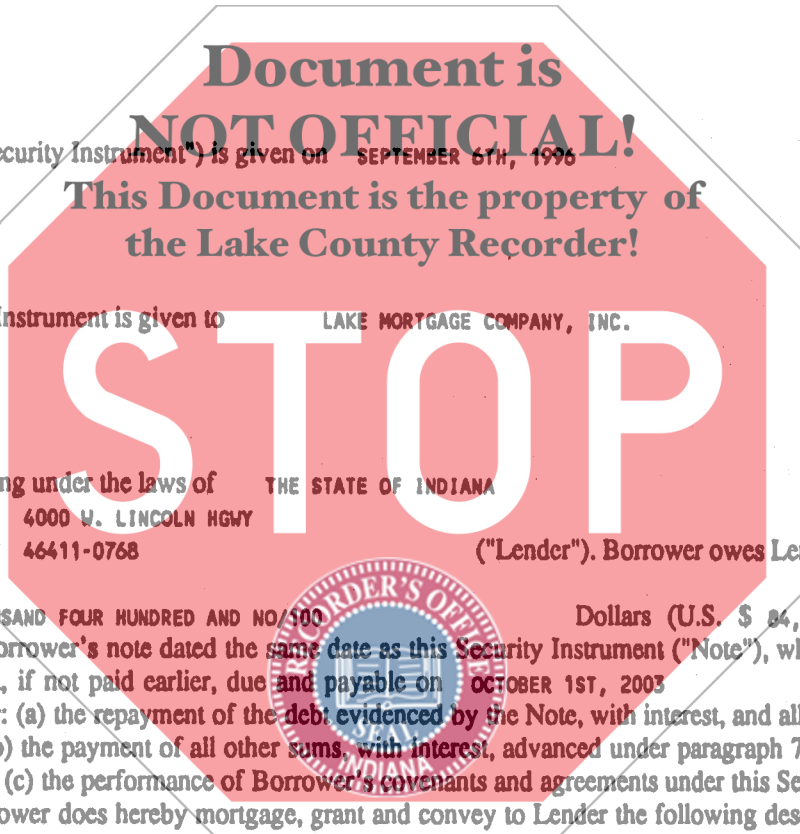 Document is
NOT OFFICIAL!
ecurity Instrument") is given on SEPTEMBER 6TH, 1996
This Document is the property of
the Lake County Recorder!
Instrument is given to LAKE MORTGAGE COMPANY, INC.
STOP
ng under the laws of THE STATE OF INDIANA
4000 W. LINCOLN HGWY
46411-0768 ("Lender"). Borrower owes Len
SAND FOUR HUNDRED AND NO/100 Dollars (U.S. $ 84,
orrower's note dated the same date as this Security Instrument ("Note"), wh
, if not paid earlier, due and payable on OCTOBER 1ST, 2003
r: (a) the repayment of the debt evidenced by the Note, with interest, and all
b) the payment of all other sums, with interest, advanced under paragraph 7
(c) the performance of Borrower's covenants and agreements under this Se
ower does hereby mortgage, grant and convey to Lender the following des
RECORDER'S OFFICE
SEAL
INDIANA